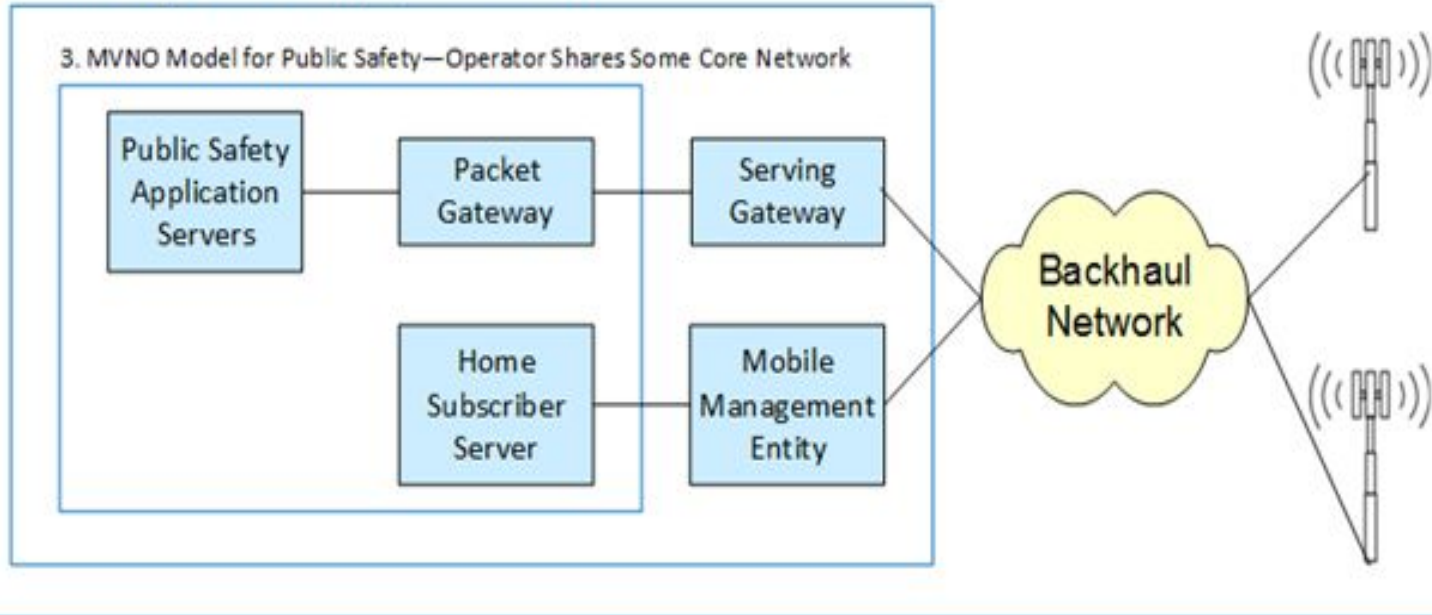 3. MVNO Model for Public Safety—Operator Shares Some Core Network
Public Safety
Application
Servers
Packet
Gateway
Serving
Gateway
Home
Subscriber
Server
Mobile
Management
Entity
Backhaul
Network